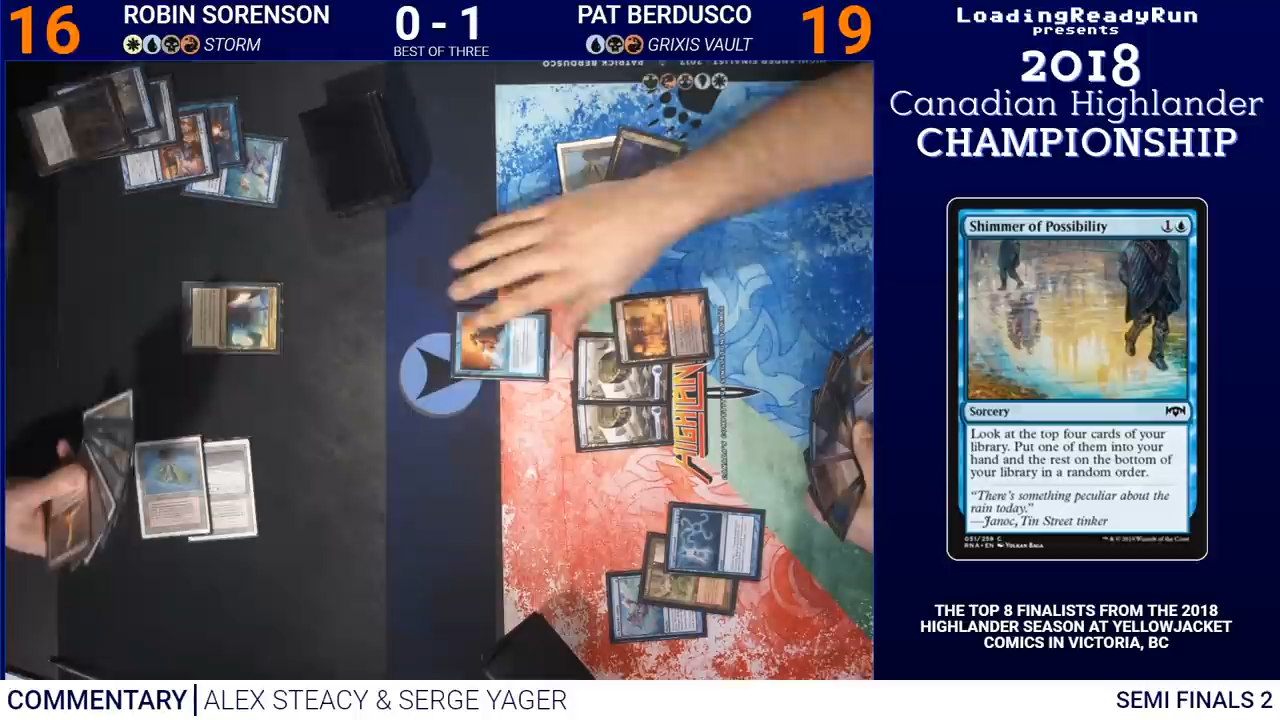 16
ROBIN SORENSON
STORM
0 - 1
BEST OF THREE
PAT BERDUSCO
GRIXIS VAULT
19
LoadingReadyRun
presents
2018
Canadian Highlander
CHAMPIONSHIP
Shimmer of Possibility 1
Sorcery
Look at the top four cards of your
library. Put one of them into your
hand and the rest on the bottom of
your library in a random order.
“There’s something peculiar about the
rain today.”
—Janoc, Tin Street tinker
RNA • EN
THE TOP 8 FINALISTS FROM THE 2018
HIGHLANDER SEASON AT YELLOWJACKET
COMICS IN VICTORIA, BC
COMMENTARY | ALEX STEACY & SERGE YAGER
SEMI FINALS 2